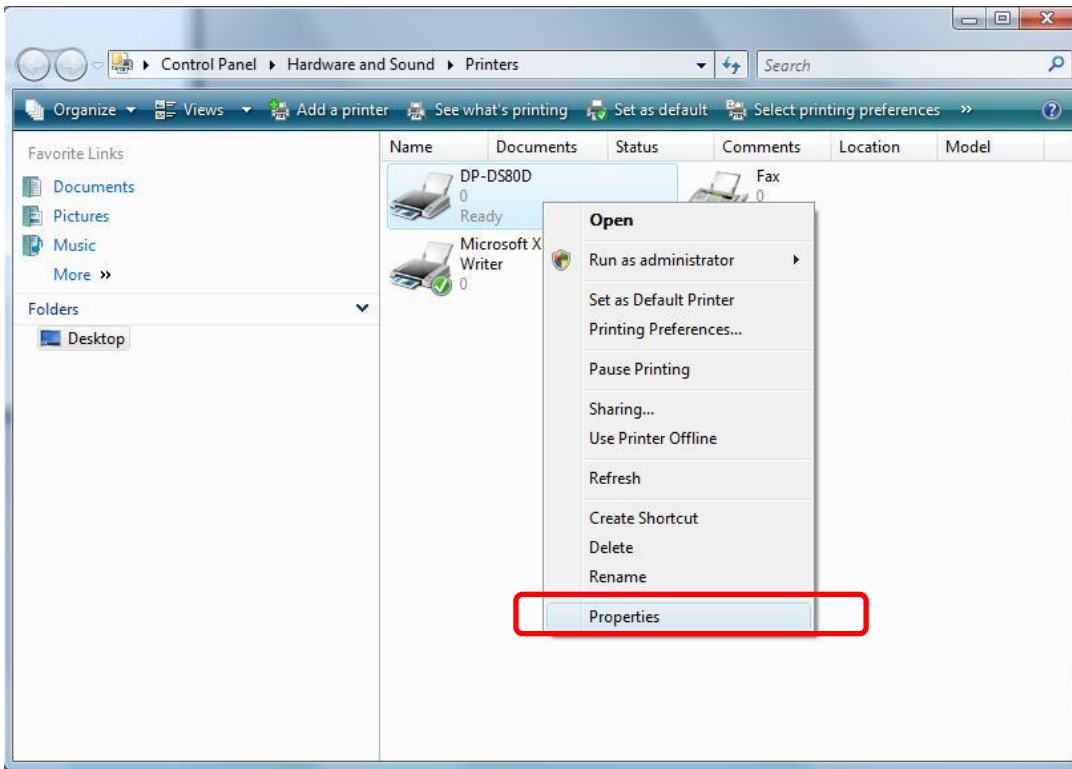 Control Panel Hardware and Sound Printers Search
Organize Views Add a printer See what's printing Set as default Select printing preferences »
Favorite Links
Documents
Pictures
Music
More »
Folders
Desktop
Name Documents Status Comments Location Model
DP-DS80D
0
Ready
Fax
0
Microsoft X
Writer
0
Open
Run as administrator
Set as Default Printer
Printing Preferences...
Pause Printing
Sharing...
Use Printer Offline
Refresh
Create Shortcut
Delete
Rename
Properties